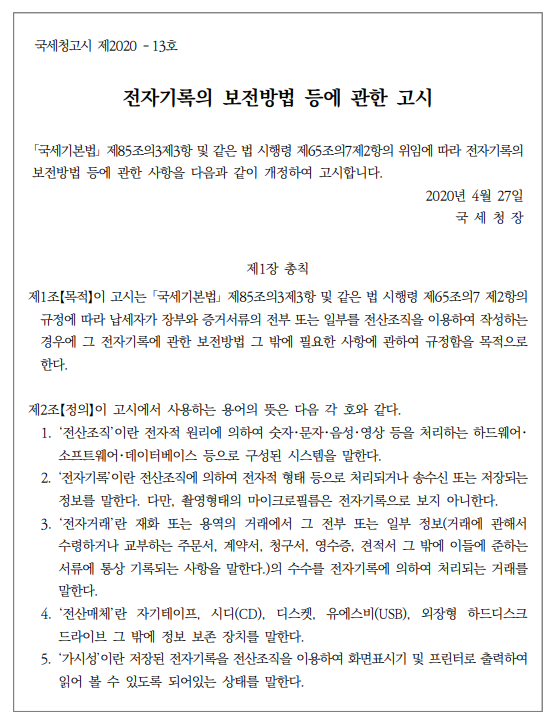 국세청고시 제2020 - 13호
전자기록의 보전방법 등에 관한 고시
「국세기본법」 제85조의3제3항 및 같은 법 시행령 제65조의7제2항의 위임에 따라 전자기록의
보전방법 등에 관한 사항을 다음과 같이 개정하여 고시합니다.
2020년 4월 27일
국 세 청 장
제1장 총칙
제1조【목적】이 고시는 「국세기본법」 제85조의3제3항 및 같은 법 시행령 제65조의7 제2항의
규정에 따라 납세자가 장부와 증거서류의 전부 또는 일부를 전산조직을 이용하여 작성하는
경우에 그 전자기록에 관한 보전방법 그 밖에 필요한 사항에 관하여 규정함을 목적으로
한다.
제2조【정의】이 고시에서 사용하는 용어의 뜻은 다음 각 호와 같다.
1. ‘전산조직’이란 전자적 원리에 의하여 숫자·문자·음성·영상 등을 처리하는 하드웨어·
소프트웨어·데이터베이스 등으로 구성된 시스템을 말한다.
2. ‘전자기록’이란 전산조직에 의하여 전자적 형태 등으로 처리되거나 송수신 또는 저장되는
정보를 말한다. 다만, 촬영형태의 마이크로필름은 전자기록으로 보지 아니한다.
3. ‘전자거래’란 재화 또는 용역의 거래에서 그 전부 또는 일부 정보(거래에 관해서
수령하거나 교부하는 주문서, 계약서, 청구서, 영수증, 견적서 그 밖에 이들에 준하는
서류에 통상 기록되는 사항을 말한다.)의 수수를 전자기록에 의하여 처리되는 거래를
말한다.
4. ‘전산매체’란 자기테이프, 시디(CD), 디스켓, 유에스비(USB), 외장형 하드디스크
드라이브 그 밖에 정보 보존 장치를 말한다.
5. ‘가시성’이란 저장된 전자기록을 전산조직을 이용하여 화면표시기 및 프린터로 출력하여
읽어 볼 수 있도록 되어있는 상태를 말한다.